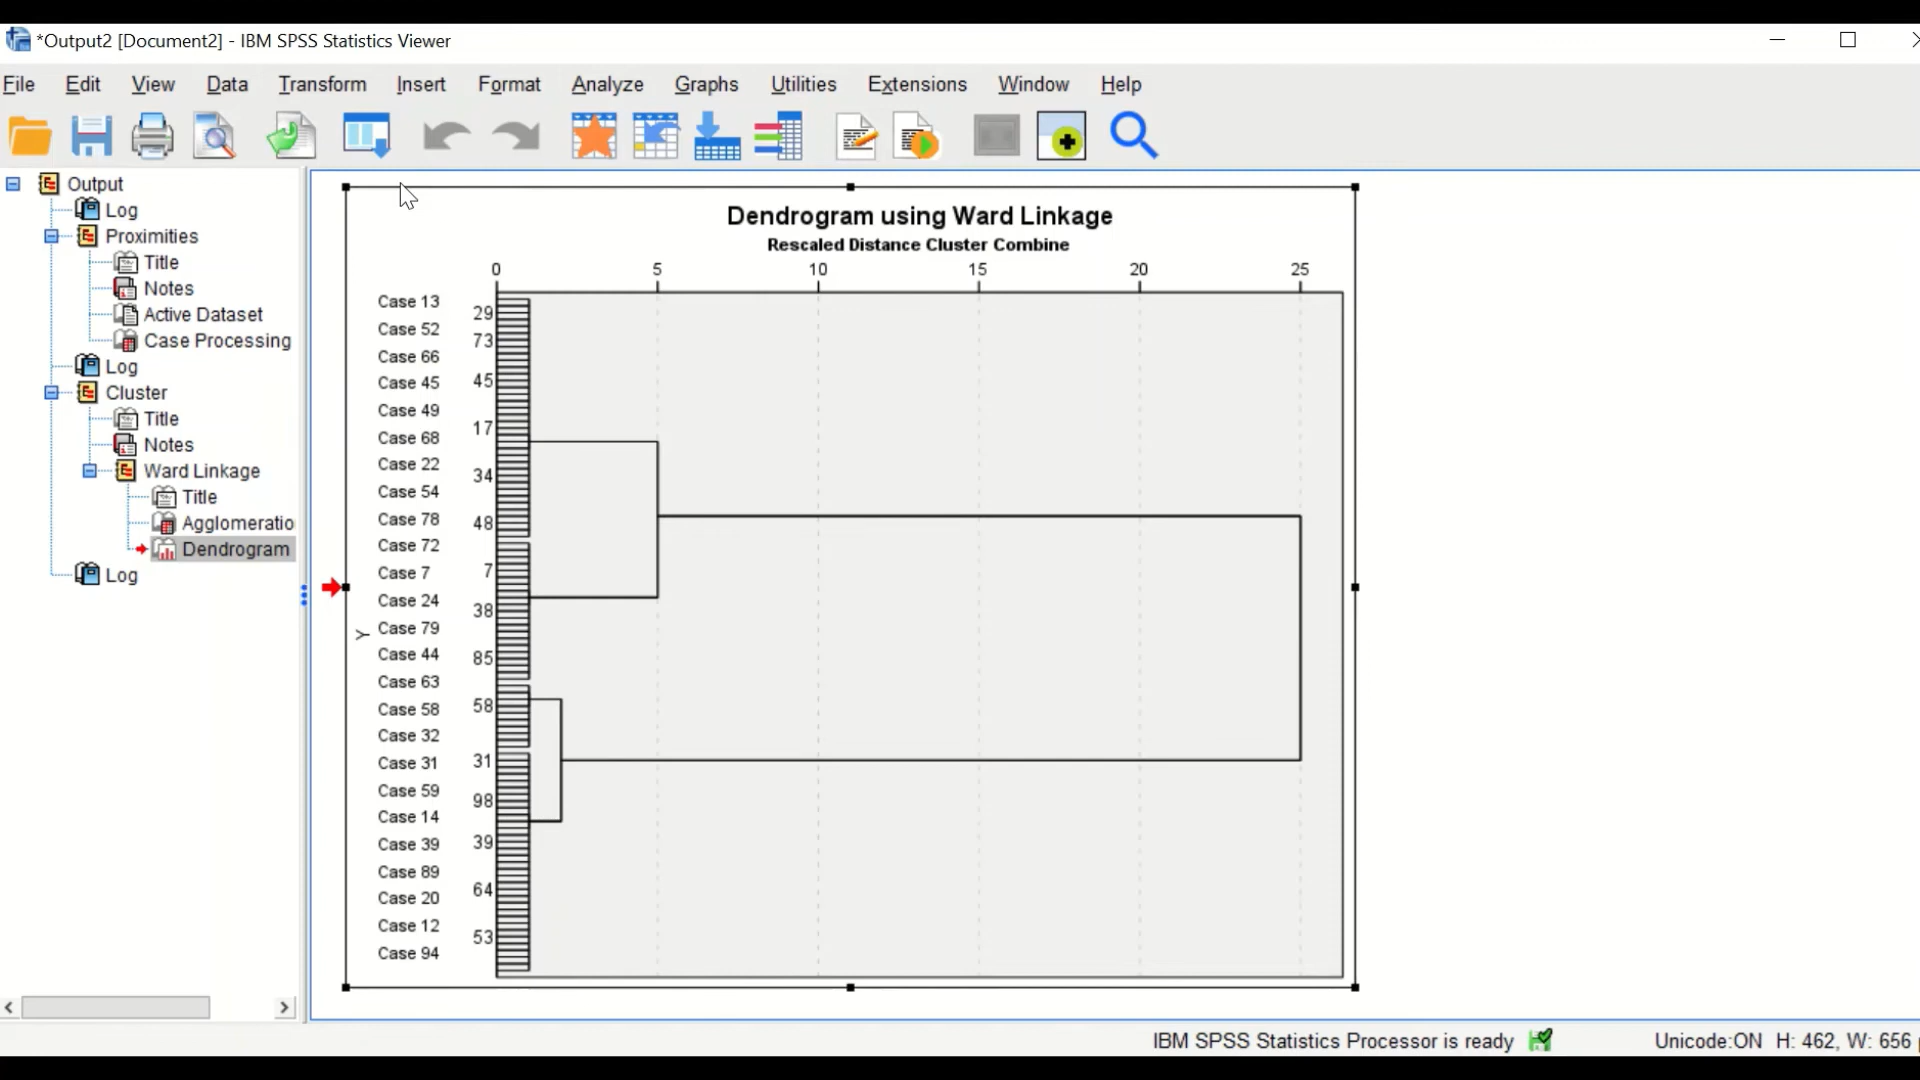 *Output2 [Document2] - IBM SPSS Statistics Viewer
File Edit View Data Transform Insert Format Analyze Graphs Utilities Extensions Window Help
Output
Log
Proximities
Title
Notes
Active Dataset
Case Processing
Log
Cluster
Title
Notes
Ward Linkage
Title
Agglomeratio
Dendrogram
Log
Dendrogram using Ward Linkage
Rescaled Distance Cluster Combine
0 5 10 15 20 25
Case 13
29
Case 52
73
Case 66
Case 45 45
Case 49
17
Case 68
Case 22
34
Case 54
Case 78 48
Case 72
Case 7 7
Case 24
38
Y
Case 79
Case 44 85
Case 63
Case 58 58
Case 32
Case 31 31
Case 59
98
Case 14
Case 39 39
Case 89
64
Case 20
Case 12
53
Case 94
IBM SPSS Statistics Processor is ready Unicode:ON H: 462, W: 656